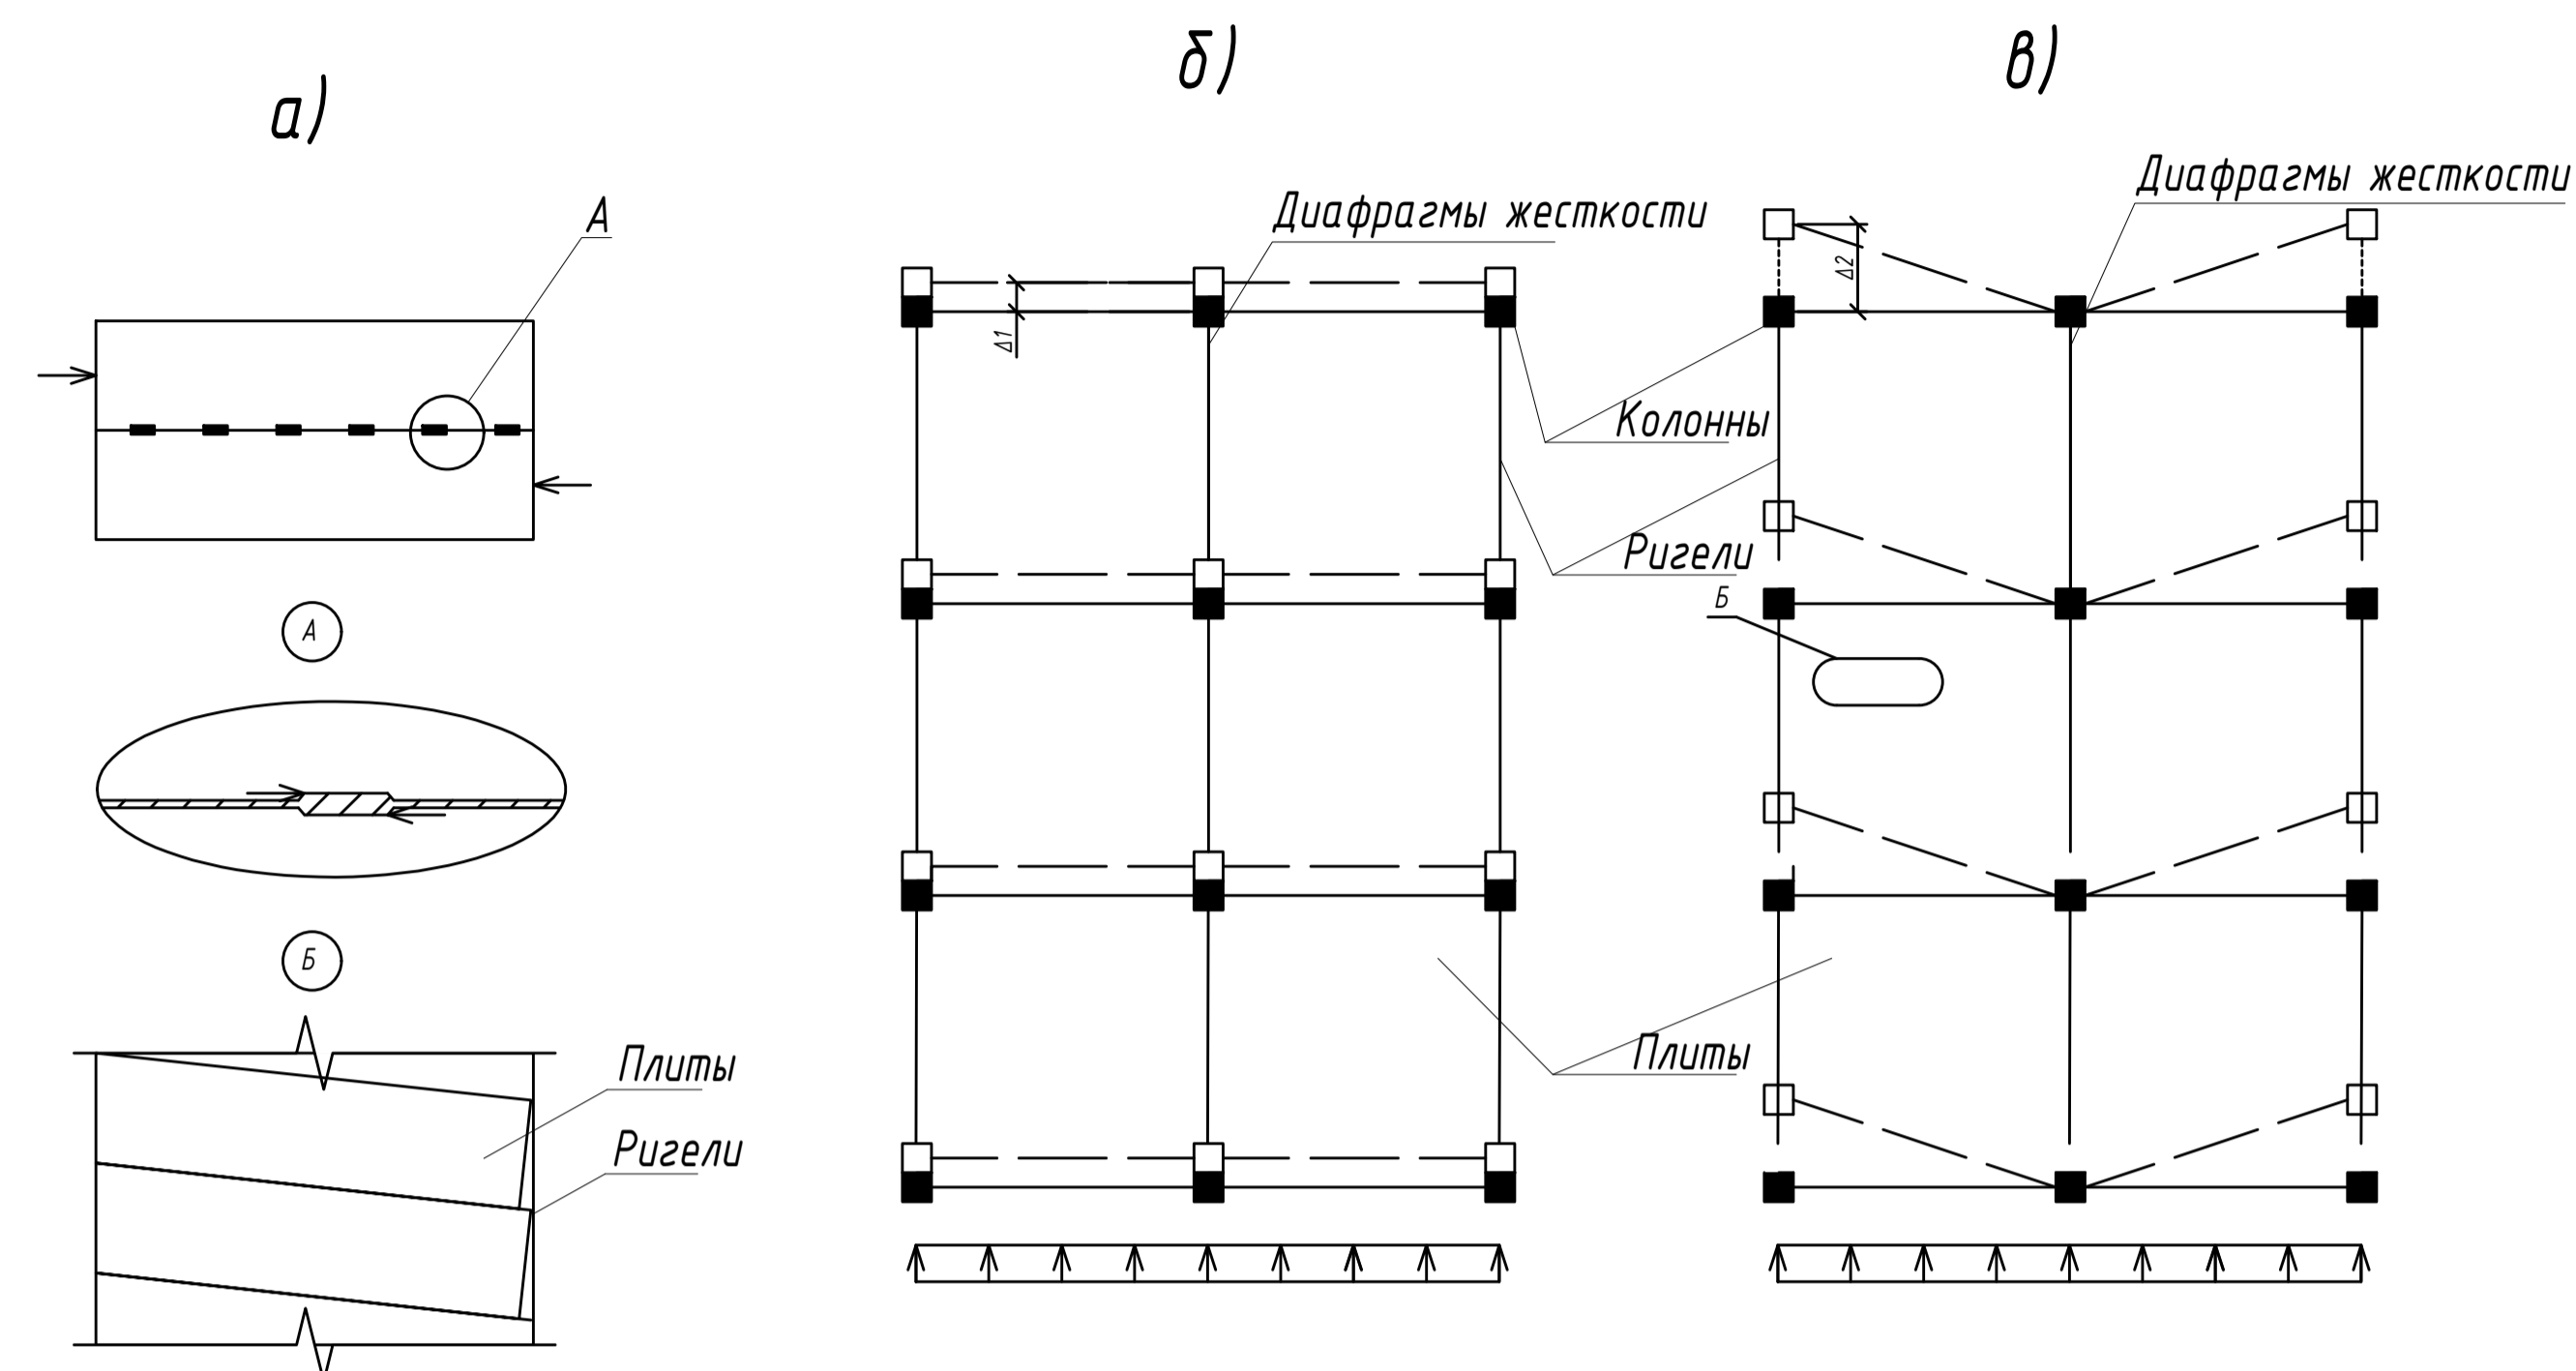 а)
б)
в)
А
Диафрагмы жесткости
Диафрагмы жесткости
Δ1
Δ2
Колонны
Ригели
Б
А
Б
Плиты
Плиты
Ригели